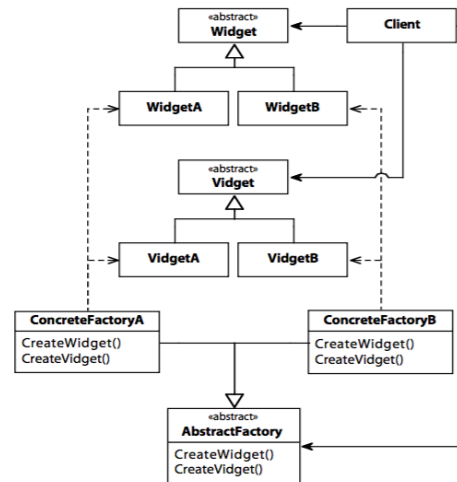 «abstract»
Widget
Client
WidgetA
WidgetB
«abstract»
Vidget
VidgetA
VidgetB
ConcreteFactoryA
CreateWidget()
CreateVidget()
ConcreteFactoryB
CreateWidget()
CreateVidget()
«abstract»
AbstractFactory
CreateWidget()
CreateVidget()